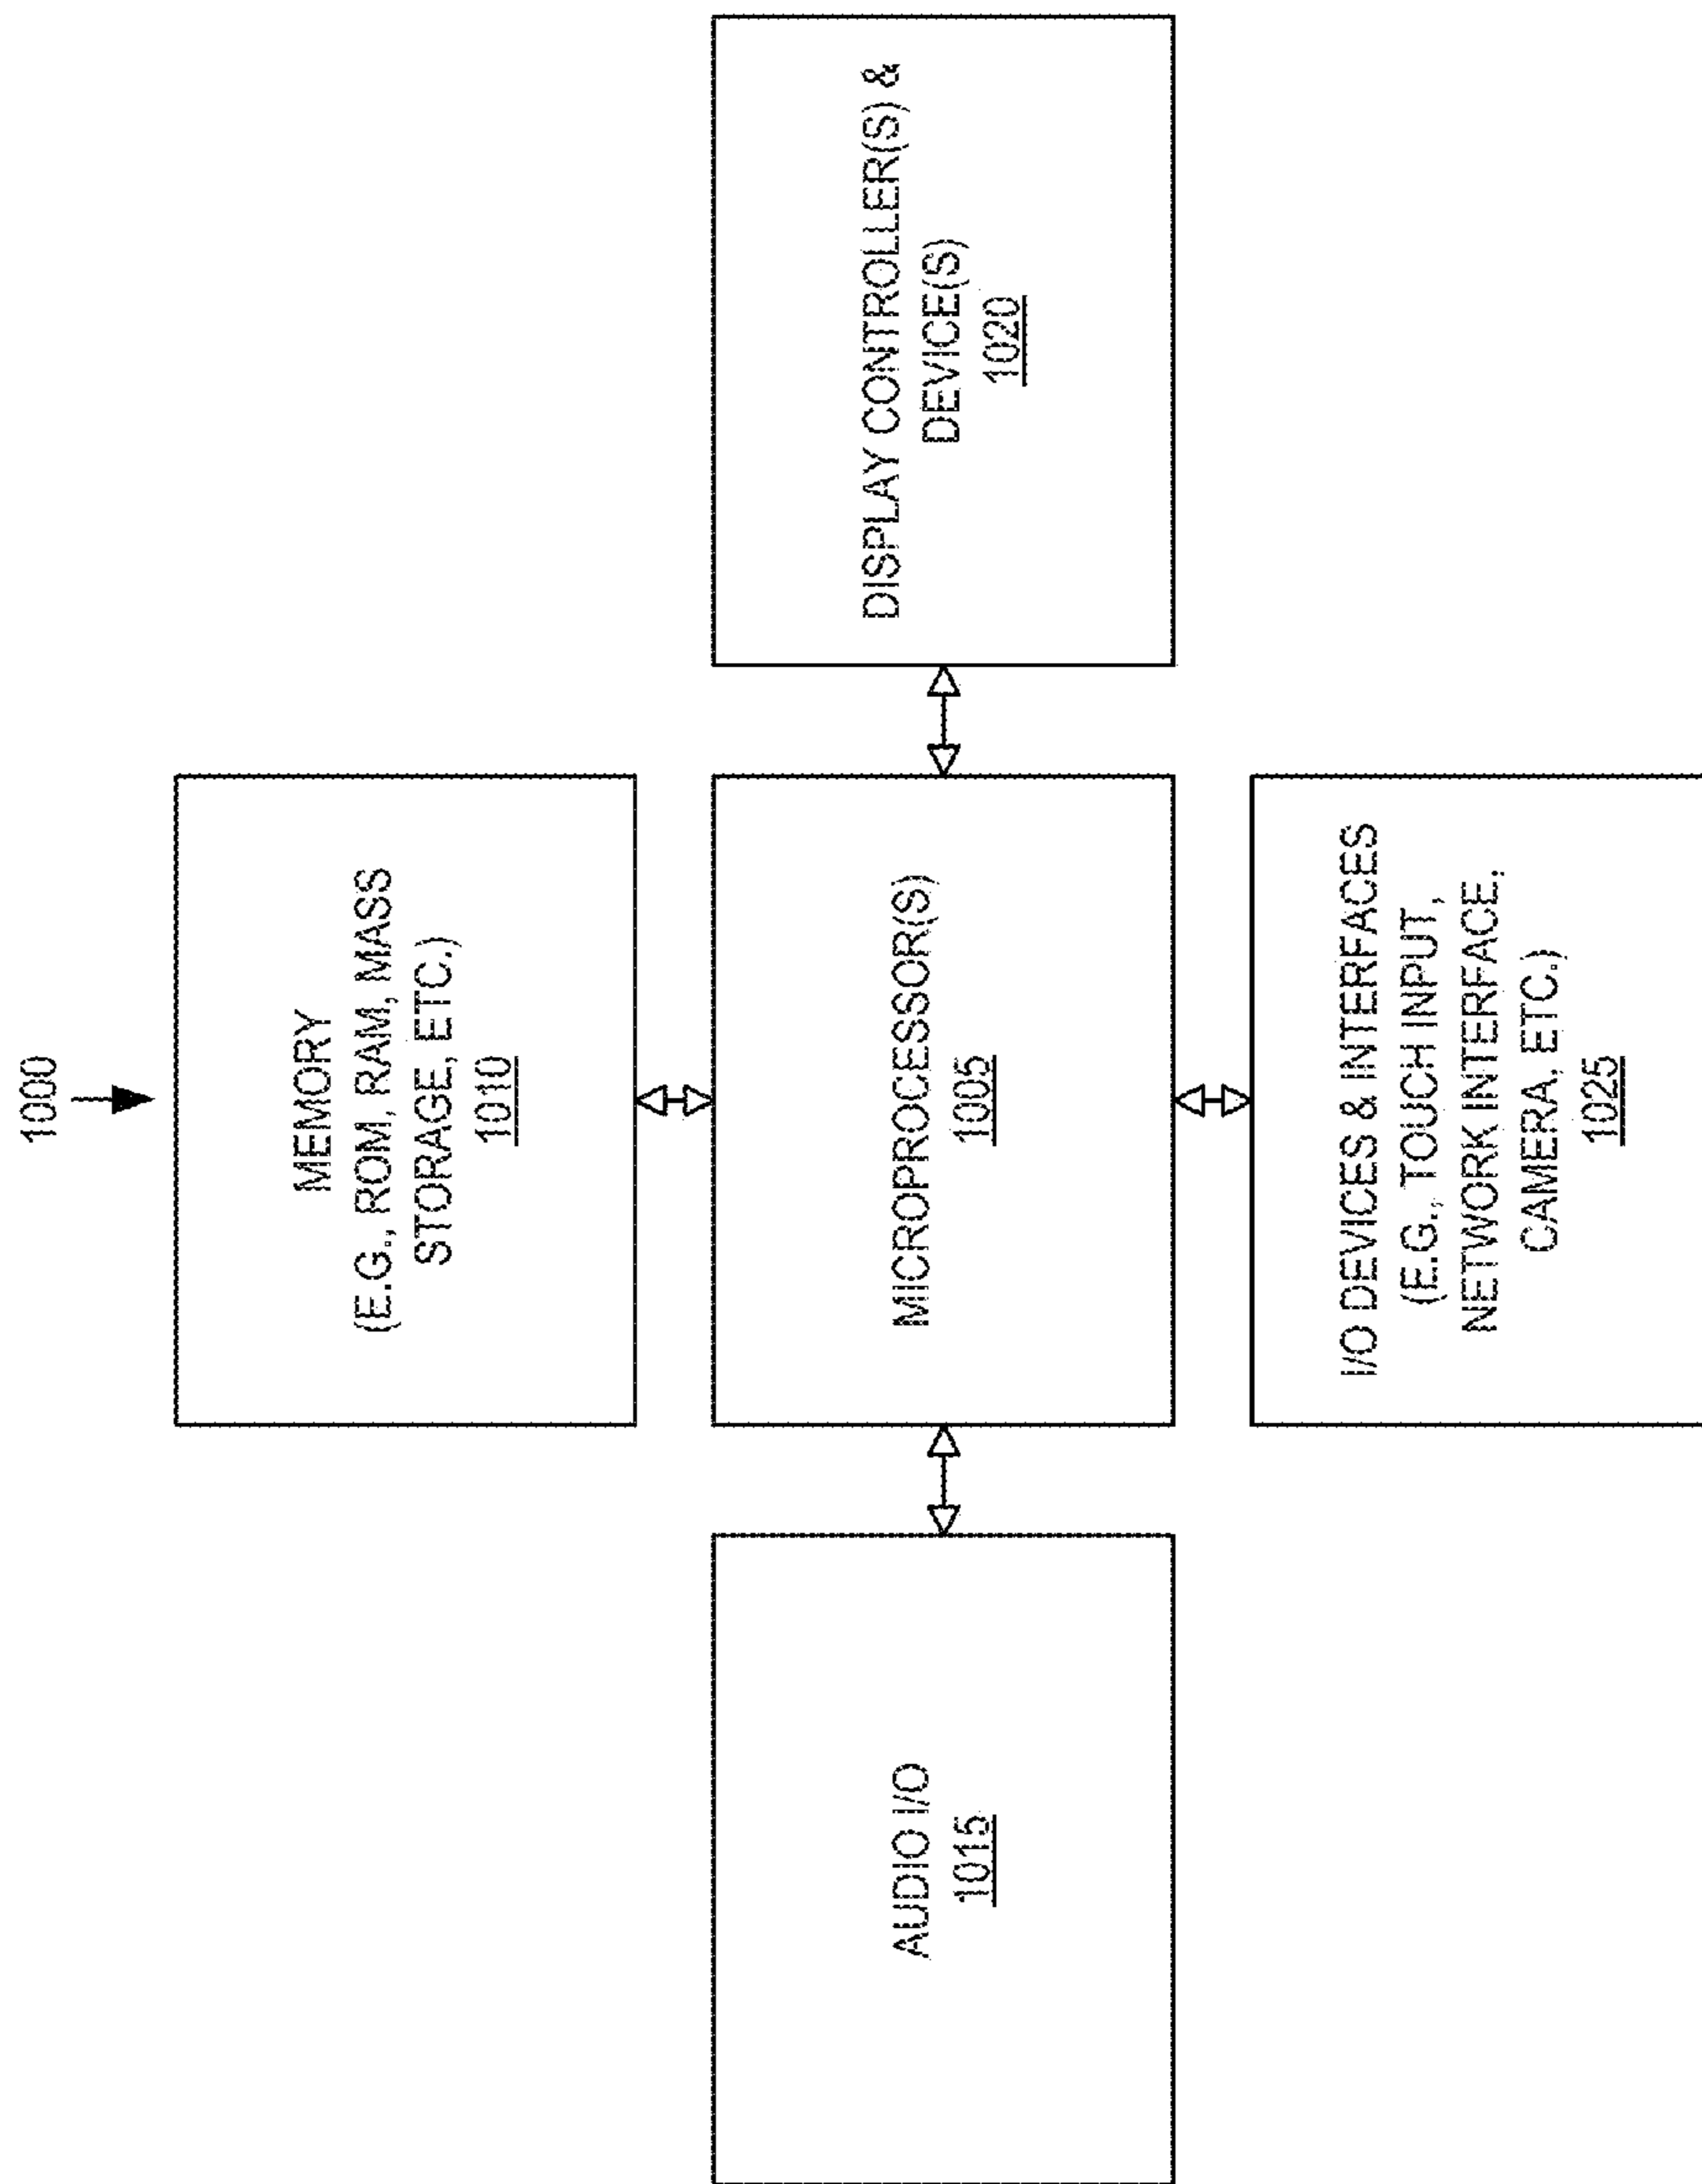 1000
MEMORY
(E.G., ROM, RAM, MASS
STORAGE, ETC.)
1010
AUDIO I/O
1015
MICROPROCESSOR(S)
1005
DISPLAY CONTROLLER(S) &
DEVICE(S)
1020
I/O DEVICES & INTERFACES
(E.G., TOUCH INPUT,
NETWORK INTERFACE,
CAMERA, ETC.)
1025